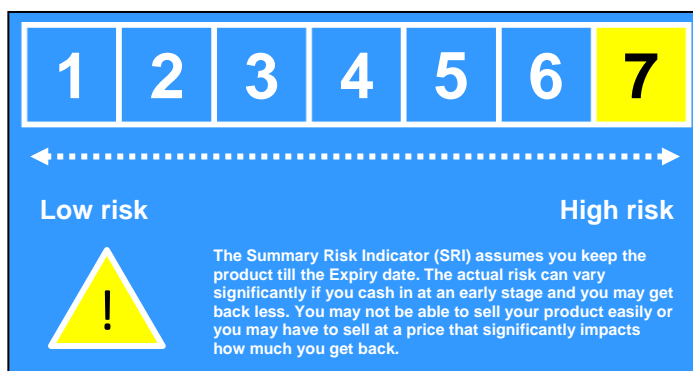 1 2 3 4 5 6 7
Low risk High risk
!
The Summary Risk Indicator (SRI) assumes you keep the
product till the Expiry date. The actual risk can vary
significantly if you cash in at an early stage and you may get
back less. You may not be able to sell your product easily or
you may have to sell at a price that significantly impacts
how much you get back.